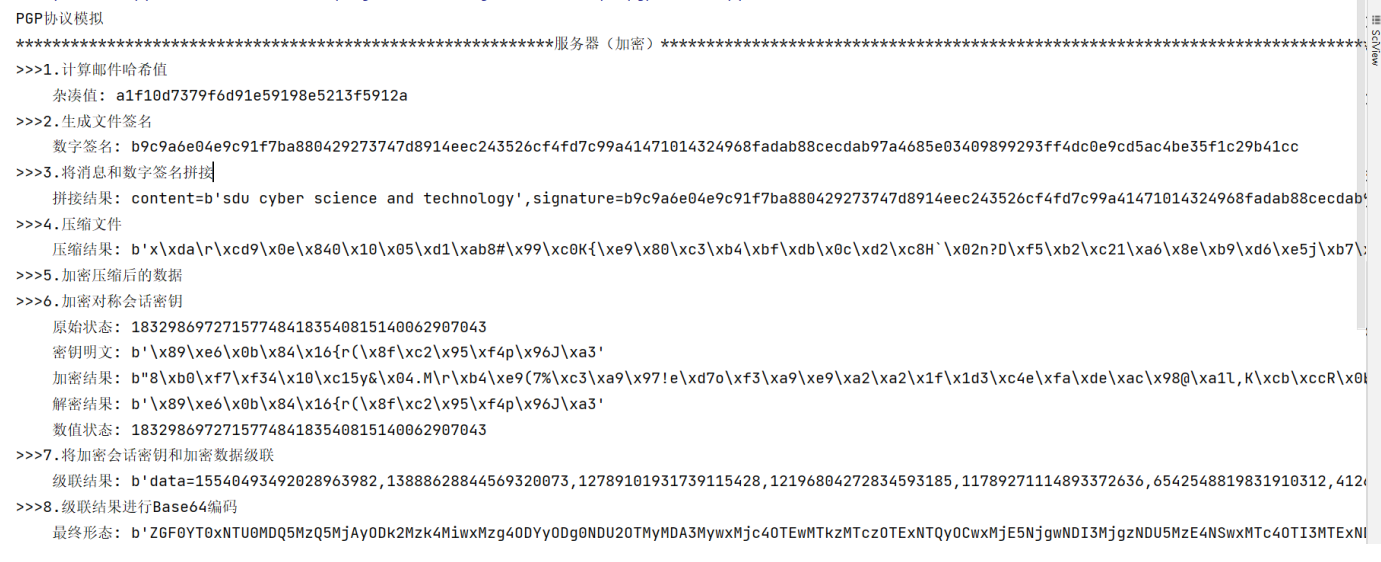 PGP协议模拟
***********************************************************服务器（加密）*****************************************************************************
>>>1.计算邮件哈希值
杂凑值: a1f10d7379f6d91e59198e5213f5912a
>>>2.生成文件签名
数字签名: b9c9a6e04e9c91f7ba880429273747d8914eec243526cf4fd7c99a41471014324968fadab88cecdab97a4685e03409899293ff4dc0e9cd5ac4be35f1c29b41cc
>>>3.将消息和数字签名拼接
拼接结果: content=b'sdu cyber science and technology',signature=b9c9a6e04e9c91f7ba880429273747d8914eec243526cf4fd7c99a41471014324968fadab88cecdab9
>>>4.压缩文件
压缩结果: b'x\xda\r\xcd9\x0e\x840\x10\x05\xd1\xab8#\x99\xc0K{\xe9\x80\xc3\xb4\xbf\xdb\x0c\xd2\xc8H`\x02n?D\xf5\xb2\xc21\xa6\x8e\xb9\xd6\xe5j\xb7\x
>>>5.加密压缩后的数据
>>>6.加密对称会话密钥
原始状态: 183298697271577484183540815140062907043
密钥明文: b'\x89\xe6\x0b\x84\x16{r(\x8f\xc2\x95\xf4p\x96J\xa3'
加密结果: b"8\xb0\xf7\xf34\x10\xc15y&\x04.M\r\xb4\xe9(7%\xc3\xa9\x97!e\xd7o\xf3\xa9\xe9\xa2\xa2\x1f\x1d3\xc4e\xfa\xde\xac\x98@\xa1l,K\xcb\xccR\x0b
解密结果: b'\x89\xe6\x0b\x84\x16{r(\x8f\xc2\x95\xf4p\x96J\xa3'
数值状态: 183298697271577484183540815140062907043
>>>7.将加密会话密钥和加密数据级联
级联结果: b'data=15540493492028963982,13888628844569320073,12789101931739115428,12196804272834593185,11789271114893372636,6542548819831910312,412
>>>8.级联结果进行Base64编码
最终形态: b'ZGF0YT0xNTU0MDQ5MzQ5MjAyODk2Mzk4MiwxMzg4ODYyODg0NDU2OTMyMDA3MywxMjc4OTEwMTkzMTczOTExNTQyOCwxMjE5NjgwNDI3MjgzNDU5MzE4NSwxMTc4OTI3MTExN
SciView